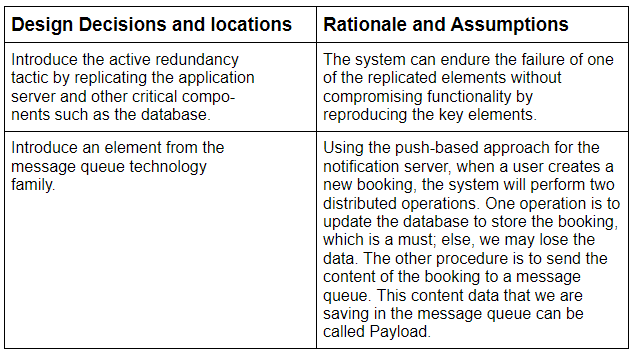 Design Decisions and locations
Rationale and Assumptions
Introduce the active redundancy
tactic by replicating the application
server and other critical compo-
nents such as the database.
The system can endure the failure of one
of the replicated elements without
compromising functionality by
reproducing the key elements.
Introduce an element from the
message queue technology
family.
Using the push-based approach for the
notification server, when a user creates a
new booking, the system will perform two
distributed operations. One operation is to
update the database to store the booking,
which is a must; else, we may lose the
data. The other procedure is to send the
content of the booking to a message
queue. This content data that we are
saving in the message queue can be
called Payload.